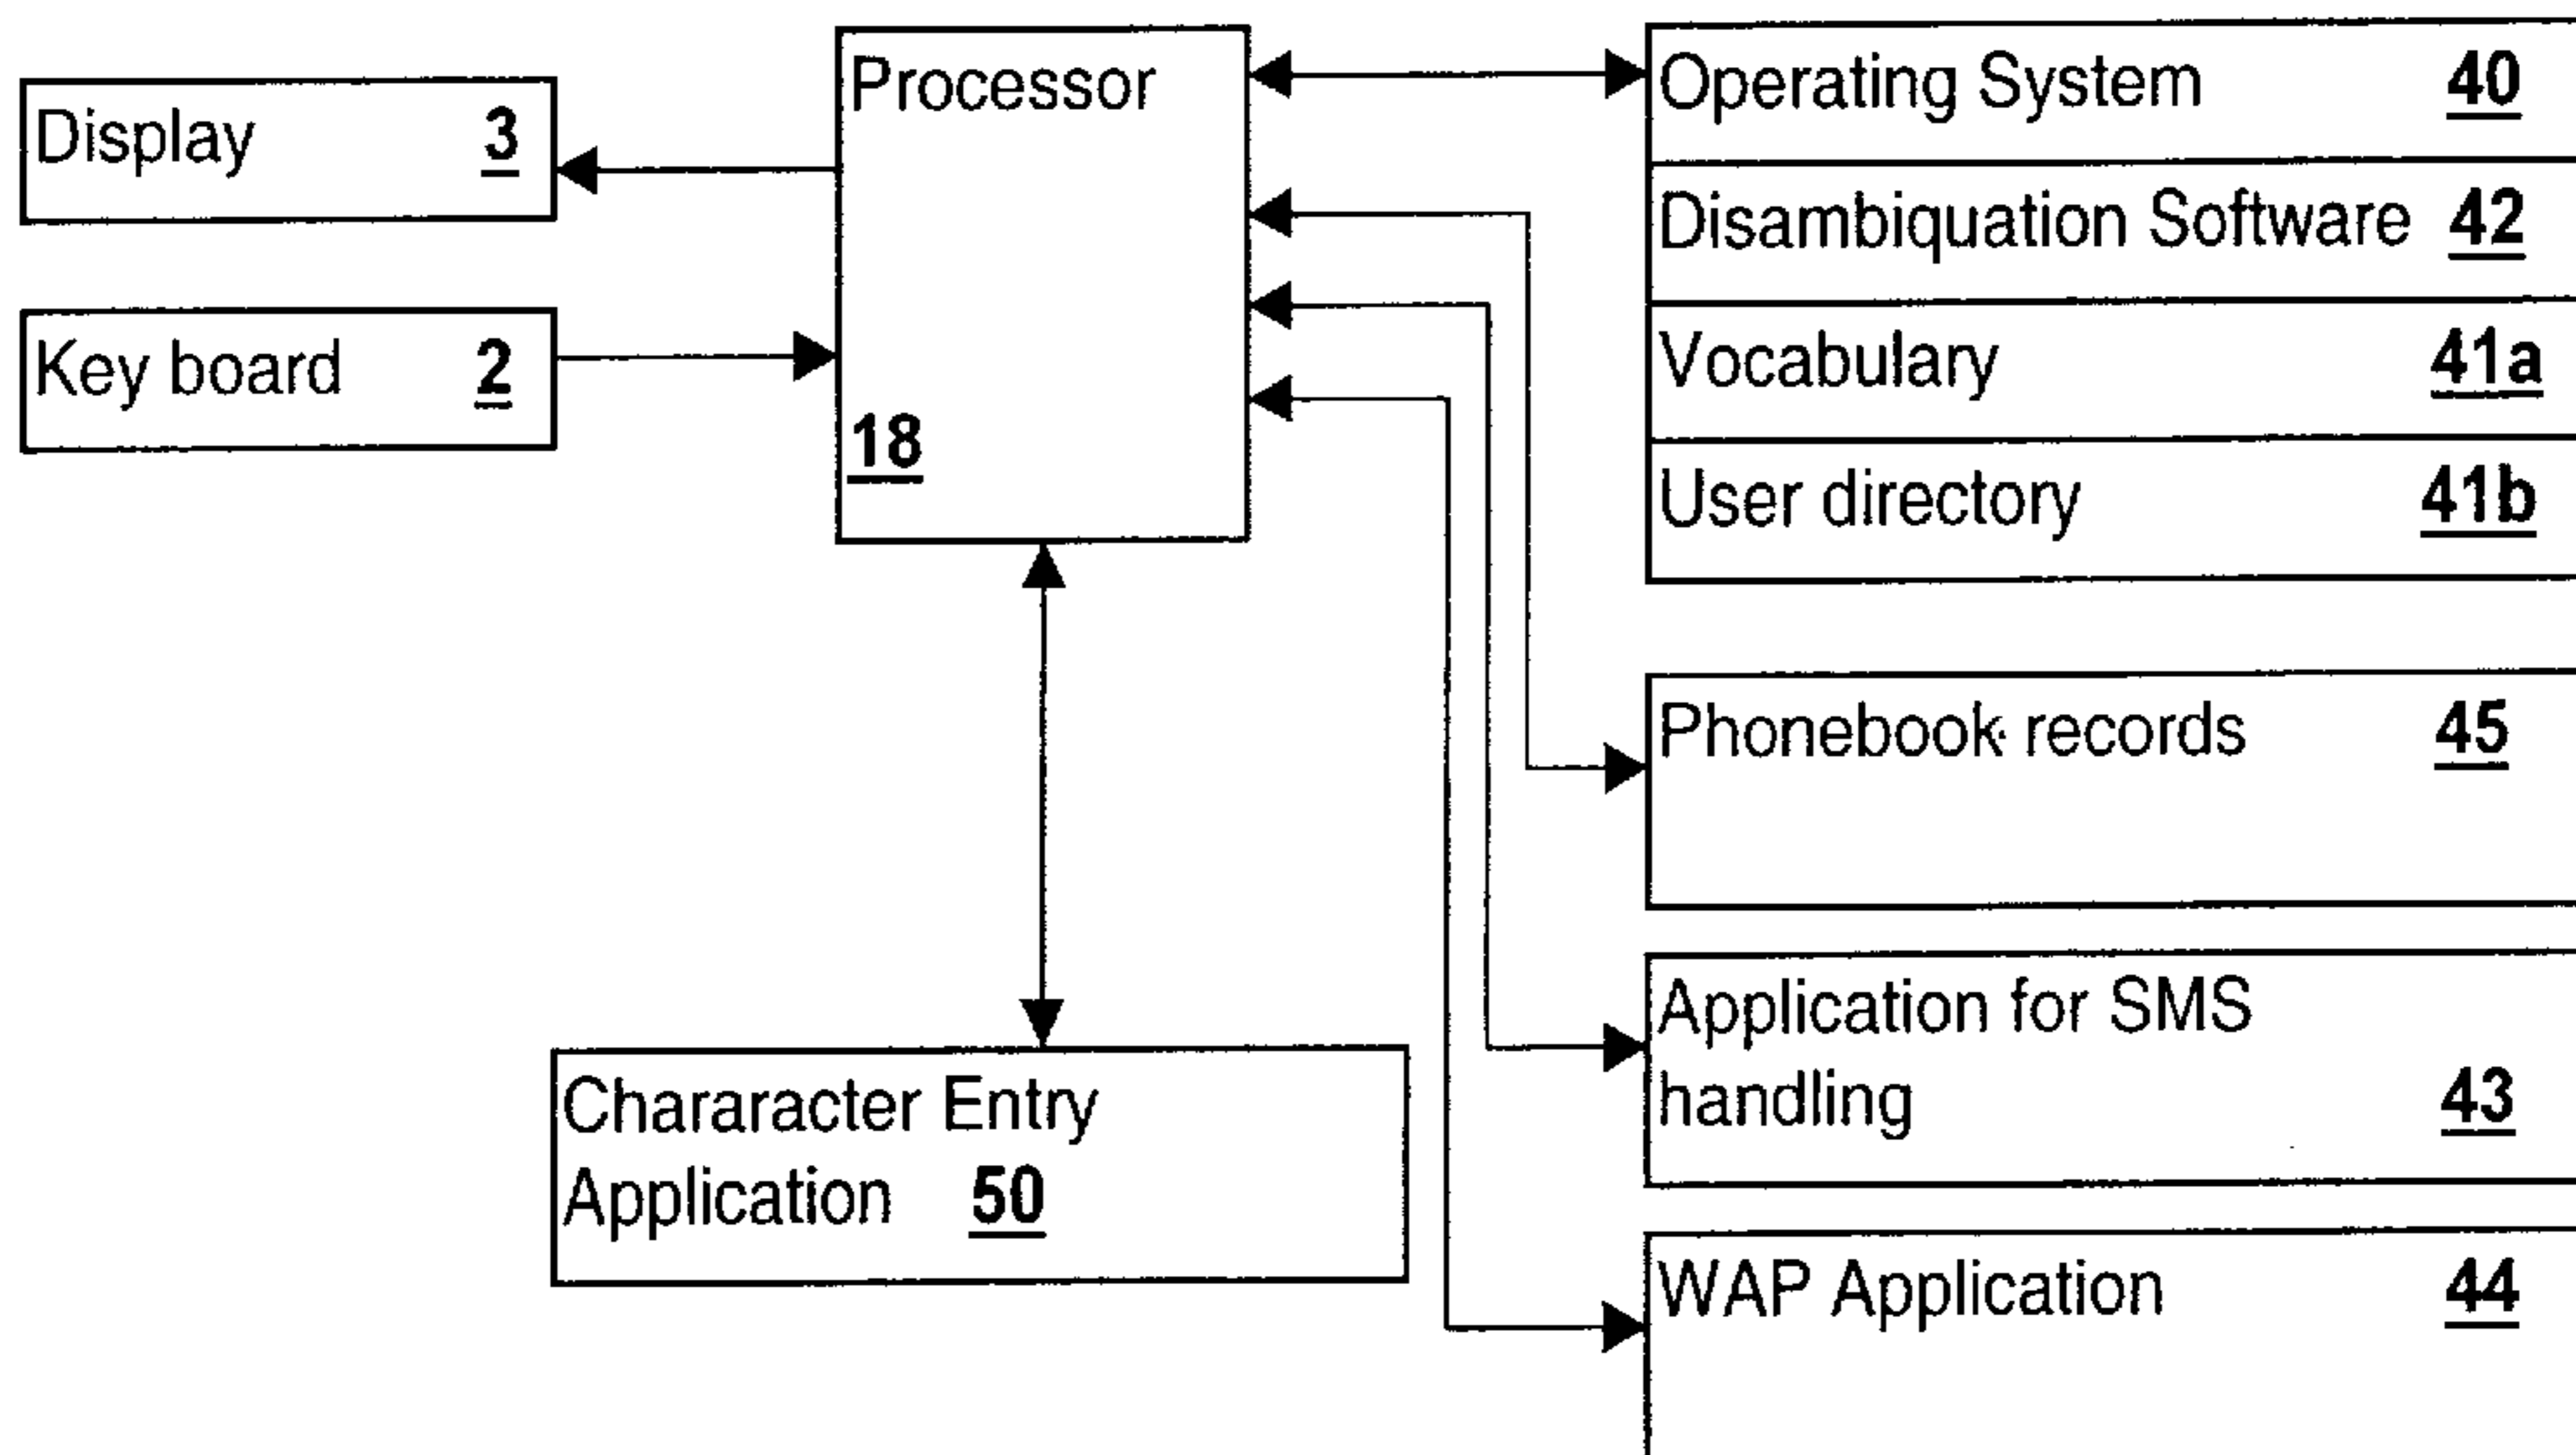 Display 3
Key board 2
Processor
18
Operating System 40
Disambiquation Software 42
Vocabulary 41a
User directory 41b
Phonebook records 45
Application for SMS
handling 43
WAP Application 44
Chararacter Entry
Application 50